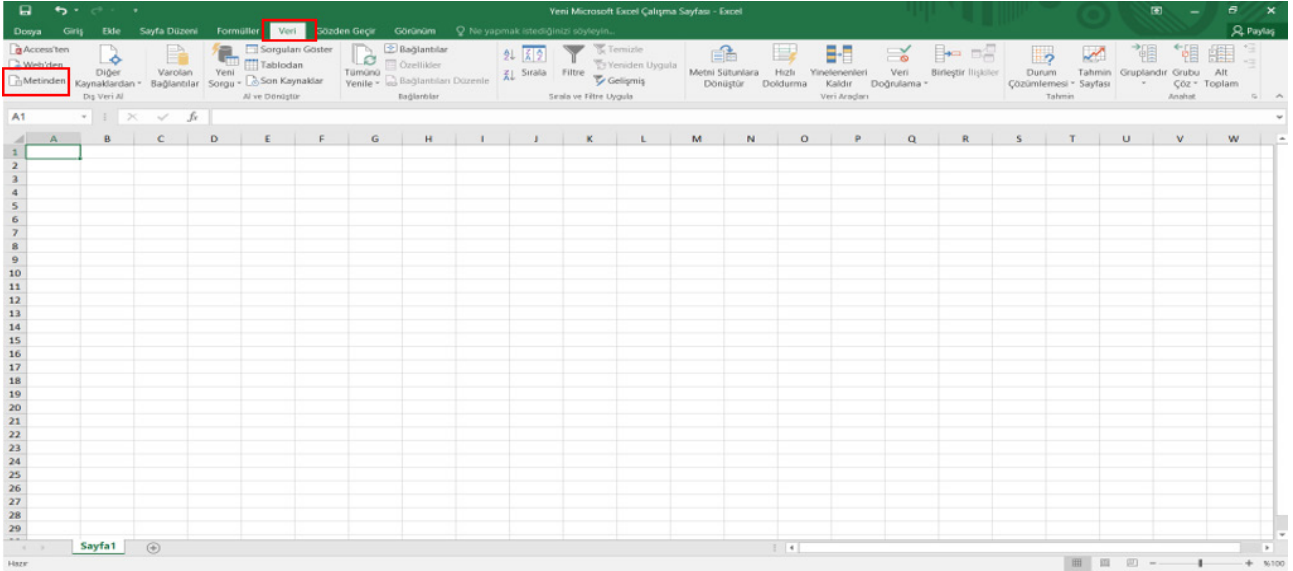 Yeni Microsoft Excel Çalışma Sayfası - Excel
Dosya Giriş Ekle Sayfa Düzeni Formüller Veri Gözden Geçir Görünüm Ne yapmak istediğinizi söyleyin... Paylaş
Access'ten
Web'den
Metinden
Diğer Kaynaklardan
Varolan Bağlantılar
Dış Veri Al
Yeni Sorgu
Sorguları Göster
Tablodan
Son Kaynaklar
Al ve Dönüştür
Tümünü Yenile
Bağlantılar
Özellikler
Bağlantıları Düzenle
Bağlantılar
Sırala
Filtre
Temizle
Yeniden Uygula
Gelişmiş
Sırala ve Filtre Uygula
Metni Sütunlara Dönüştür
Hızlı Doldurma
Yinelenenleri Kaldır
Veri Doğrulama
Birleştir
İlişkiler
Veri Araçları
Durum Çözümlemesi
Tahmin Sayfası
Tahmin
Gruplandır
Grubu Çöz
Alt Toplam
Anahat
A1 fx
A B C D E F G H I J K L M N O P Q R S T U V W
1
2
3
4
5
6
7
8
9
10
11
12
13
14
15
16
17
18
19
20
21
22
23
24
25
26
27
28
29
Sayfa1
Hazır %100